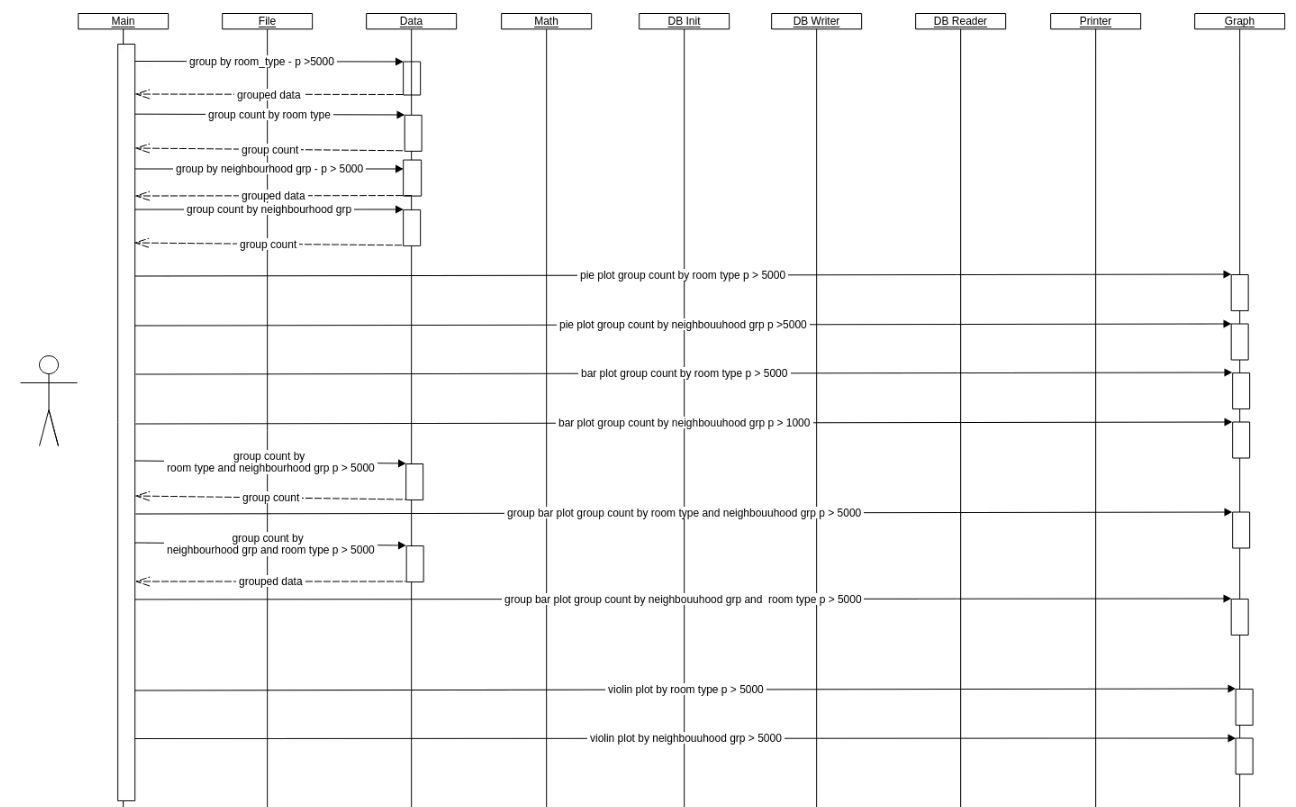 Main
File
Data
Math
DB Init
DB Writer
DB Reader
Printer
Graph
group by room_type - p >5000
grouped data
group count by room type
group count
group by neighbourhood grp - p > 5000
grouped data
group count by neighbourhood grp
group count
pie plot group count by room type p > 5000
pie plot group count by neighbouuhood grp p >5000
bar plot group count by room type p > 5000
bar plot group count by neighbouuhood grp p > 1000
group count by
room type and neighbourhood grp p > 5000
group count
group bar plot group count by room type and neighbouuhood grp p > 5000
group count by
neighbourhood grp and room type p > 5000
grouped data
group bar plot group count by neighbouuhood grp and  room type p > 5000
violin plot by room type p > 5000
violin plot by neighbouuhood grp > 5000